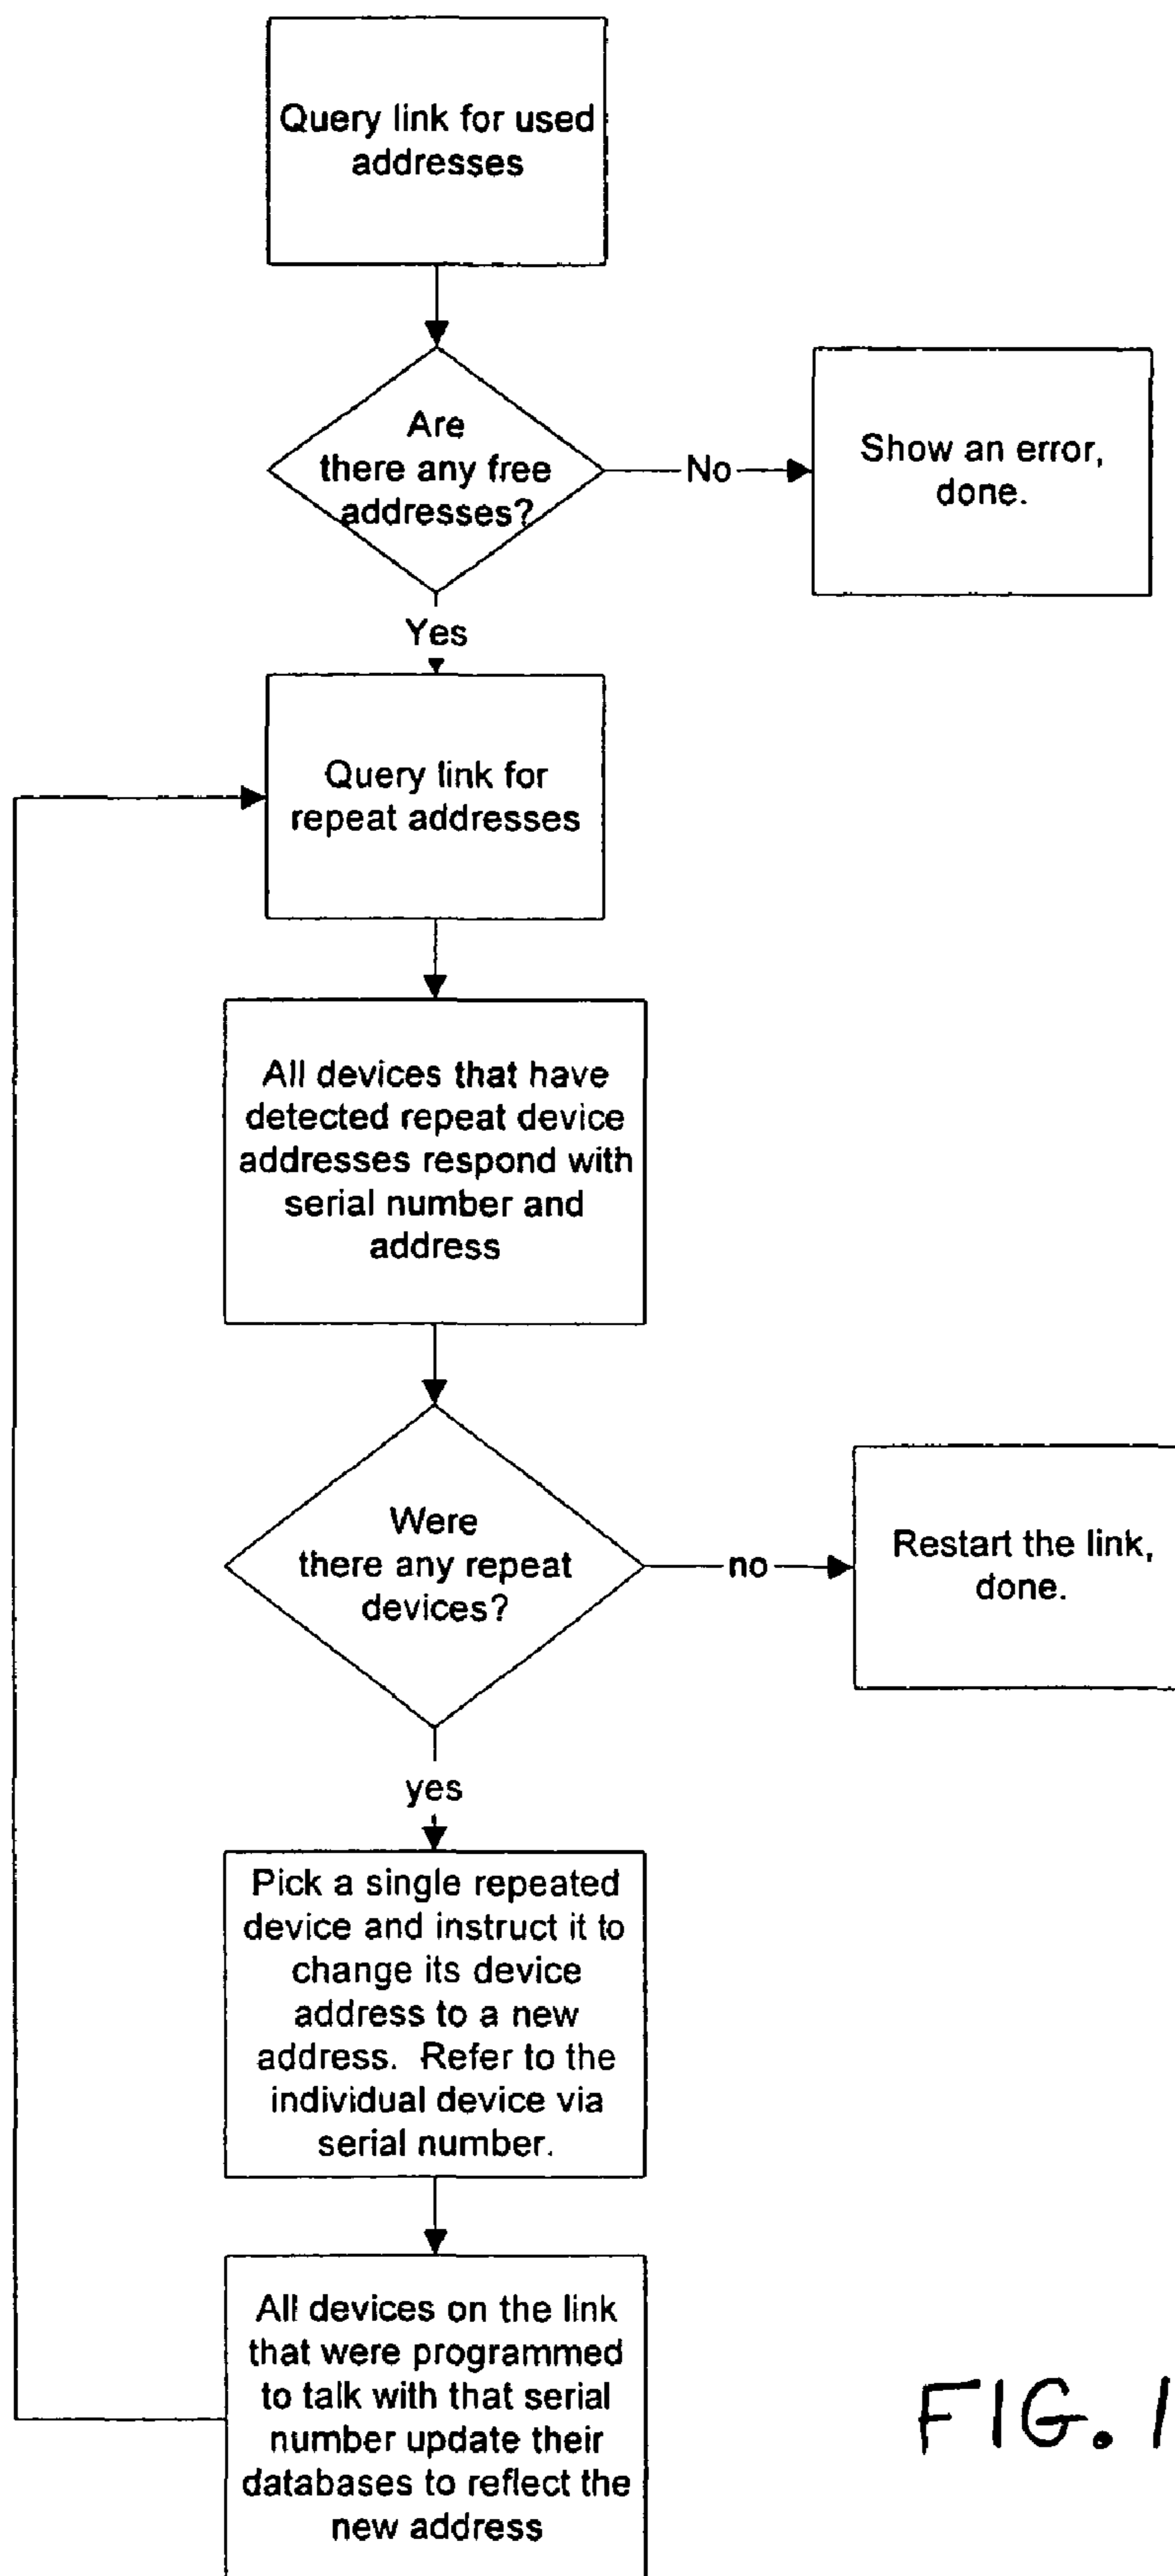 Query link for used
addresses
Are
there any free
addresses?
No
Show an error,
done.
Yes
Query link for
repeat addresses
All devices that have
detected repeat device
addresses respond with
serial number and
address
Were
there any repeat
devices?
no
Restart the link,
done.
yes
Pick a single repeated
device and instruct it to
change its device
address to a new
address. Refer to the
individual device via
serial number.
All devices on the link
that were programmed
to talk with that serial
number update their
databases to reflect the
new address
FIG. 1